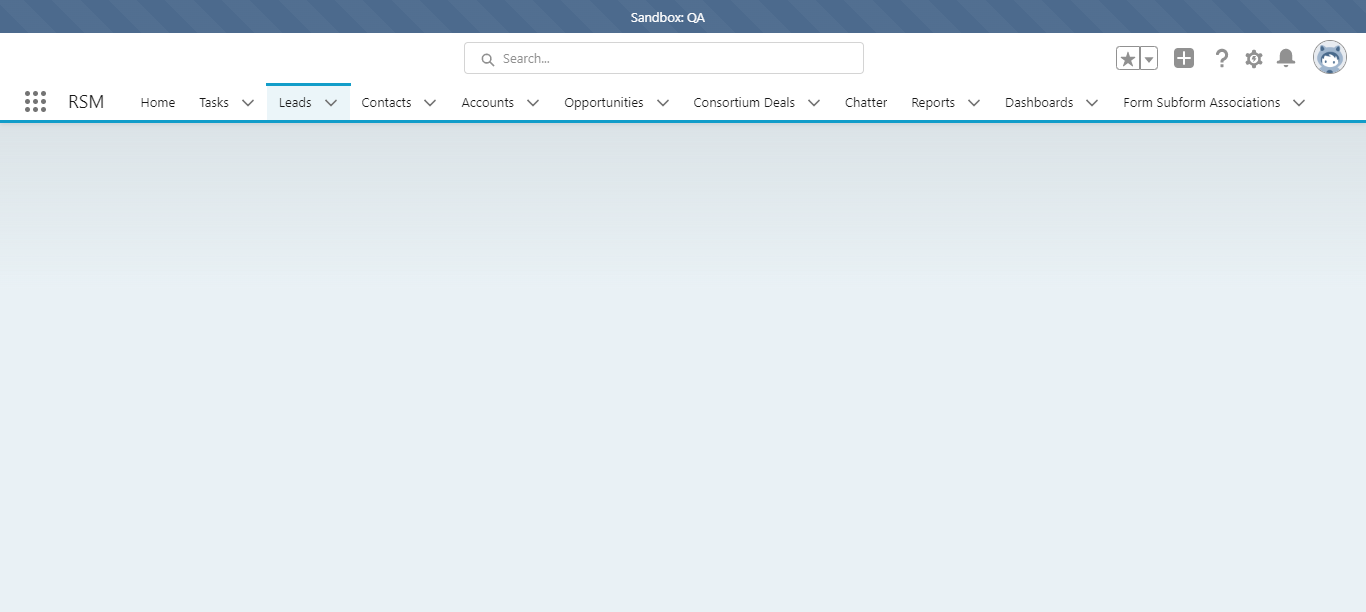 Sandbox: QA
Search...
RSM Home Tasks Leads Contacts Accounts Opportunities Consortium Deals Chatter Reports Dashboards Form Subform Associations